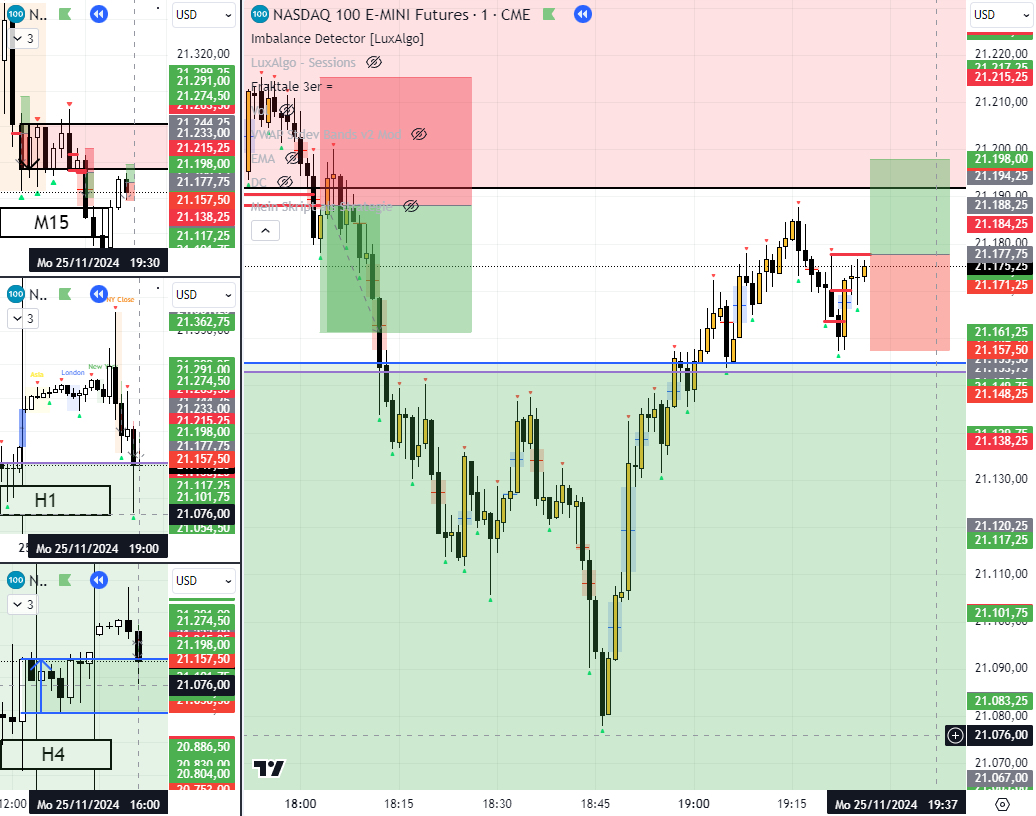 100 N..
3
USD
21.320,00
21.291,00
21.274,50
21.244,25
21.233,00
21.215,25
21.198,00
21.177,75
21.157,50
21.138,25
21.117,25
M15
Mo 25/11/2024 19:30
100 N..
3
USD
NY Close
Asia
London
New
21.362,75
21.291,00
21.274,50
21.233,00
21.215,25
21.198,00
21.177,75
21.157,50
21.117,25
21.101,75
21.076,00
21.054,50
H1
Mo 25/11/2024 19:00
100 N..
3
USD
21.274,50
21.198,00
21.157,50
21.076,00
20.886,50
20.830,00
20.804,00
20.752,00
H4
12:00
Mo 25/11/2024 16:00
100 NASDAQ 100 E-MINI Futures · 1 · CME
Imbalance Detector [LuxAlgo]
LuxAlgo - Sessions
Fraktale 3er =
VWAP Stdev Bands v2 Mod
EMA
DC
Mein Skript
USD
21.220,00
21.217,25
21.215,25
21.210,00
21.200,00
21.198,00
21.194,25
21.190,00
21.188,25
21.184,25
21.180,00
21.177,75
21.175,25
21.171,25
21.161,25
21.157,50
21.148,25
21.138,25
21.130,00
21.120,25
21.117,25
21.110,00
21.101,75
21.090,00
21.083,25
21.080,00
21.076,00
21.070,00
21.067,00
18:00
18:15
18:30
18:45
19:00
19:15
Mo 25/11/2024 19:37